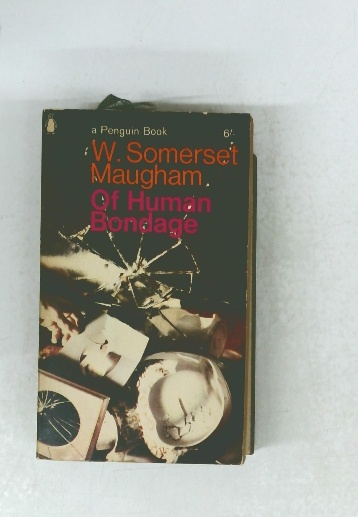 a Penguin Book 6/-
W. Somerset
Maugham
Of Human
Bondage